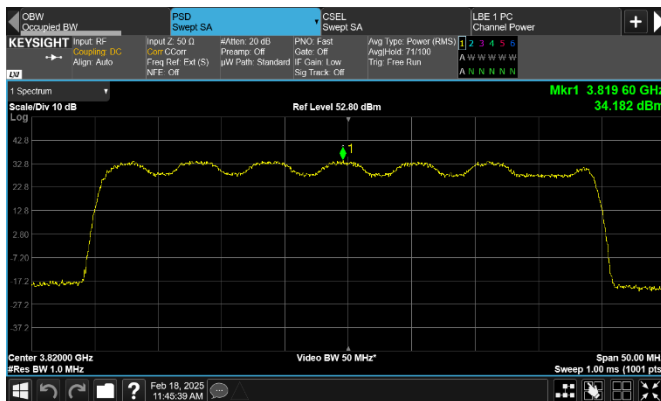 OBW
Occupied BW
PSD
Swept SA
CSEL
Swept SA
LBE 1 PC
Channel Power
+
KEYSIGHT
Input: RF
Coupling: DC
Align: Auto
Input Z: 50 Ω
Corr CCorr
Freq Ref: Ext (S)
NFE: Off
#Atten: 20 dB
Preamp: Off
µW Path: Standard
PNO: Fast
Gate: Off
IF Gain: Low
Sig Track: Off
Avg Type: Power (RMS)
Avg|Hold: 71/100
Trig: Free Run
1 2 3 4 5 6
A W W W W W
A N N N N N
LXI
1 Spectrum
Scale/Div 10 dB
Ref Level 52.80 dBm
Mkr1 3.819 60 GHz
34.182 dBm
Log
42.8
32.8
22.8
12.8
2.80
-7.20
-17.2
-27.2
-37.2
1
Center 3.82000 GHz
#Res BW 1.0 MHz
Video BW 50 MHz*
Span 50.00 MH
Sweep 1.00 ms (1001 pts
?
Feb 18, 2025
11:45:39 AM